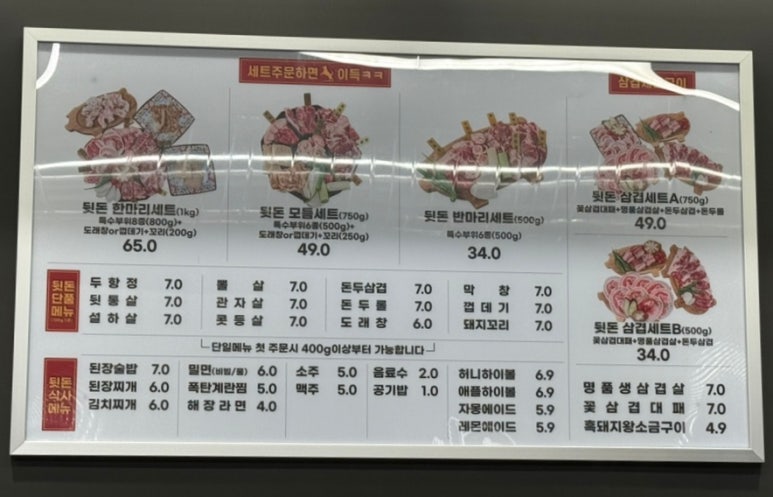 세트주문하면 이득ㅋㅋ
뒷돈 한마리세트(1kg)
특수부위8종(800g)+
도래창or껍데기+꼬리(200g)
65.0
뒷돈 모듬세트(750g)
특수부위6종(500g)+
도래창or껍데기+꼬리(250g)
49.0
뒷돈 반마리세트(500g)
특수부위6종(500g)
34.0
뒷돈 삼겹세트A(750g)
꽃삼겹대패+명품삼겹살+돈두삼겹+돈두룰
49.0
뒷돈 삼겹세트B(500g)
꽃삼겹대패+명품삼겹살+돈두삼겹
34.0
뒷돈
단품
메뉴
두항정 7.0
뒷통살 7.0
설하살 7.0
볼살 7.0
관자살 7.0
콧등살 7.0
돈두삼겹 7.0
돈두룰 7.0
도래창 6.0
막창 7.0
껍데기 7.0
돼지꼬리 7.0
단일메뉴 첫 주문시 400g이상부터 가능합니다
뒷돈
식사
메뉴
된장술밥 7.0
된장찌개 6.0
김치찌개 6.0
밀면(비빔/물) 6.0
폭탄계란찜 5.0
해장라면 4.0
소주 5.0
맥주 5.0
음료수 2.0
공기밥 1.0
허니하이볼 6.9
애플하이볼 6.9
자몽에이드 5.9
레몬에이드 5.9
명품생삼겹살 7.0
꽃삼겹대패 7.0
흑돼지왕소금구이 4.9